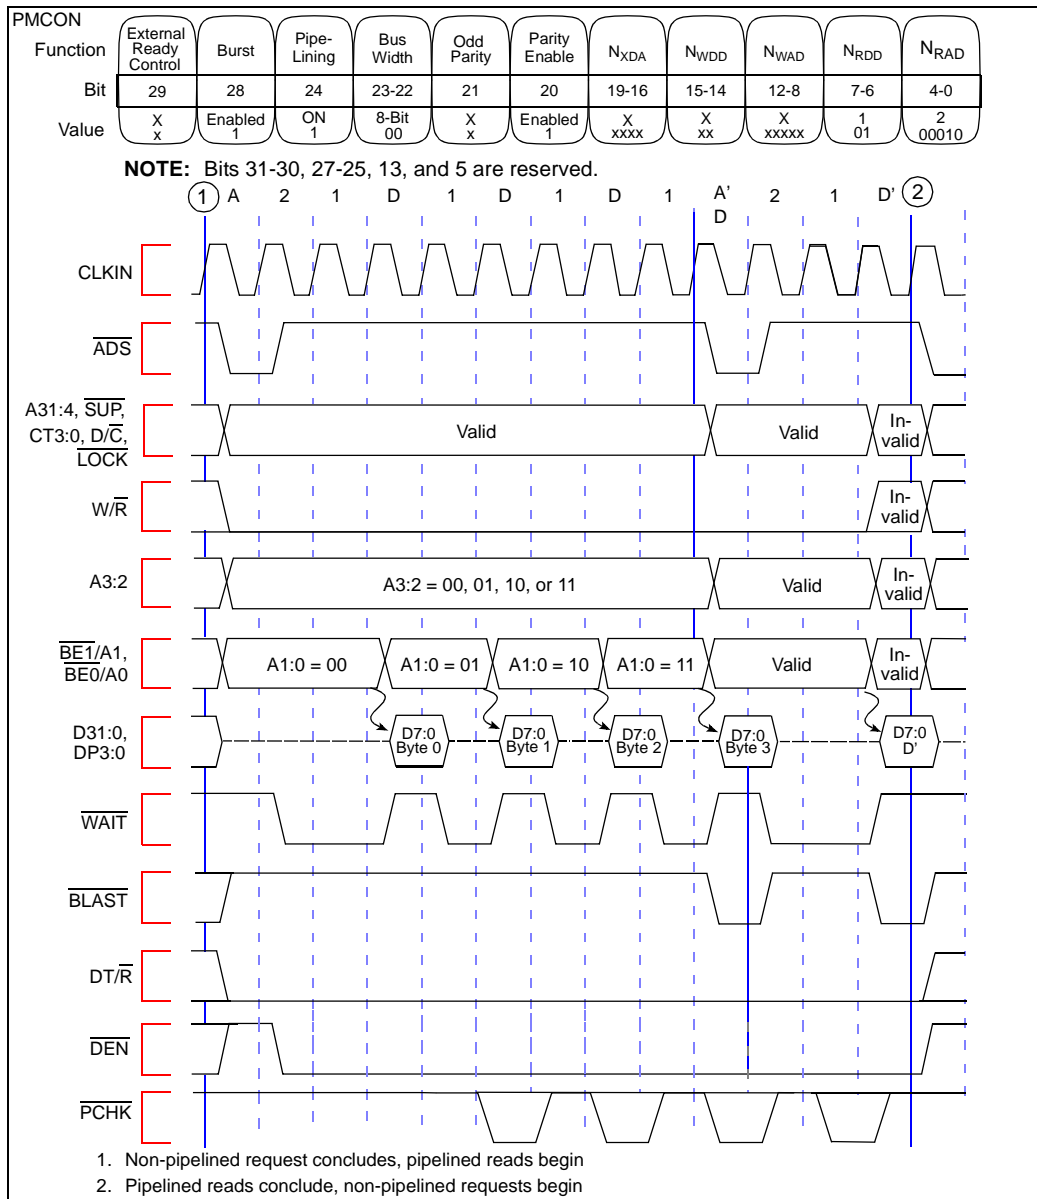 PMCON
Function External Ready Control Burst Pipe-Lining Bus Width Odd Parity Parity Enable NXDA NWDD NWAD NRDD NRAD
Bit 29 28 24 23-22 21 20 19-16 15-14 12-8 7-6 4-0
Value X x Enabled 1 ON 1 8-Bit 00 X x Enabled 1 X xxxx X xx X xxxxx 1 01 2 00010
NOTE: Bits 31-30, 27-25, 13, and 5 are reserved.
1 A 2 1 D 1 D 1 D 1 A' D 2 1 D' 2
CLKIN
ADS
A31:4, SUP,
CT3:0, D/C,
LOCK
Valid Valid In-valid
W/R In-valid
A3:2 A3:2 = 00, 01, 10, or 11 Valid In-valid
BE1/A1,
BE0/A0
A1:0 = 00 A1:0 = 01 A1:0 = 10 A1:0 = 11 Valid In-valid
D31:0,
DP3:0
D7:0 Byte 0 D7:0 Byte 1 D7:0 Byte 2 D7:0 Byte 3 D7:0 D'
WAIT
BLAST
DT/R
DEN
PCHK
1. Non-pipelined request concludes, pipelined reads begin
2. Pipelined reads conclude, non-pipelined requests begin